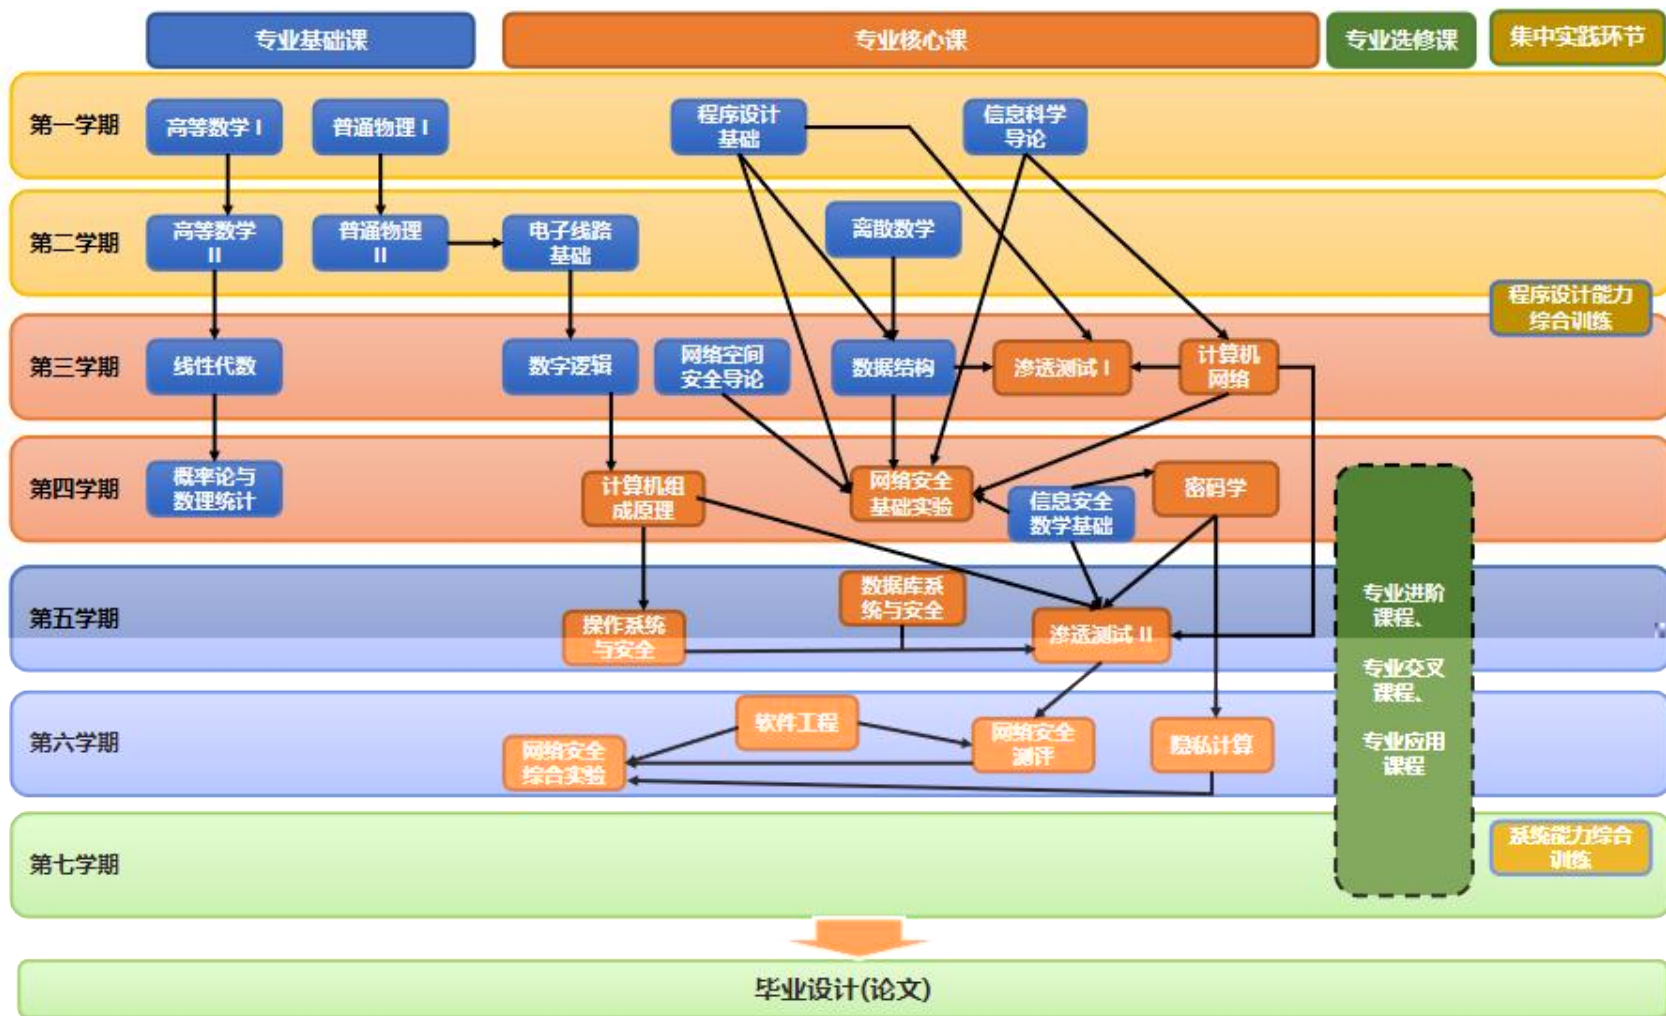 专业基础课
专业核心课
专业选修课
集中实践环节
第一学期
高等数学 I
普通物理 I
程序设计
基础
信息科学
导论
第二学期
高等数学
II
普通物理
II
电子线路
基础
离散数学
程序设计能力
综合训练
第三学期
线性代数
数字逻辑
网络空间
安全导论
数据结构
渗透测试 I
计算机
网络
第四学期
概率论与
数理统计
计算机组
成原理
网络安全
基础实验
信息安全
数学基础
密码学
第五学期
操作系统
与安全
数据库系
统与安全
渗透测试 II
专业进阶
课程、
专业交叉
课程、
专业应用
课程
第六学期
网络安全
综合实验
软件工程
网络安全
测评
隐私计算
第七学期
系统能力综合
训练
毕业设计(论文)